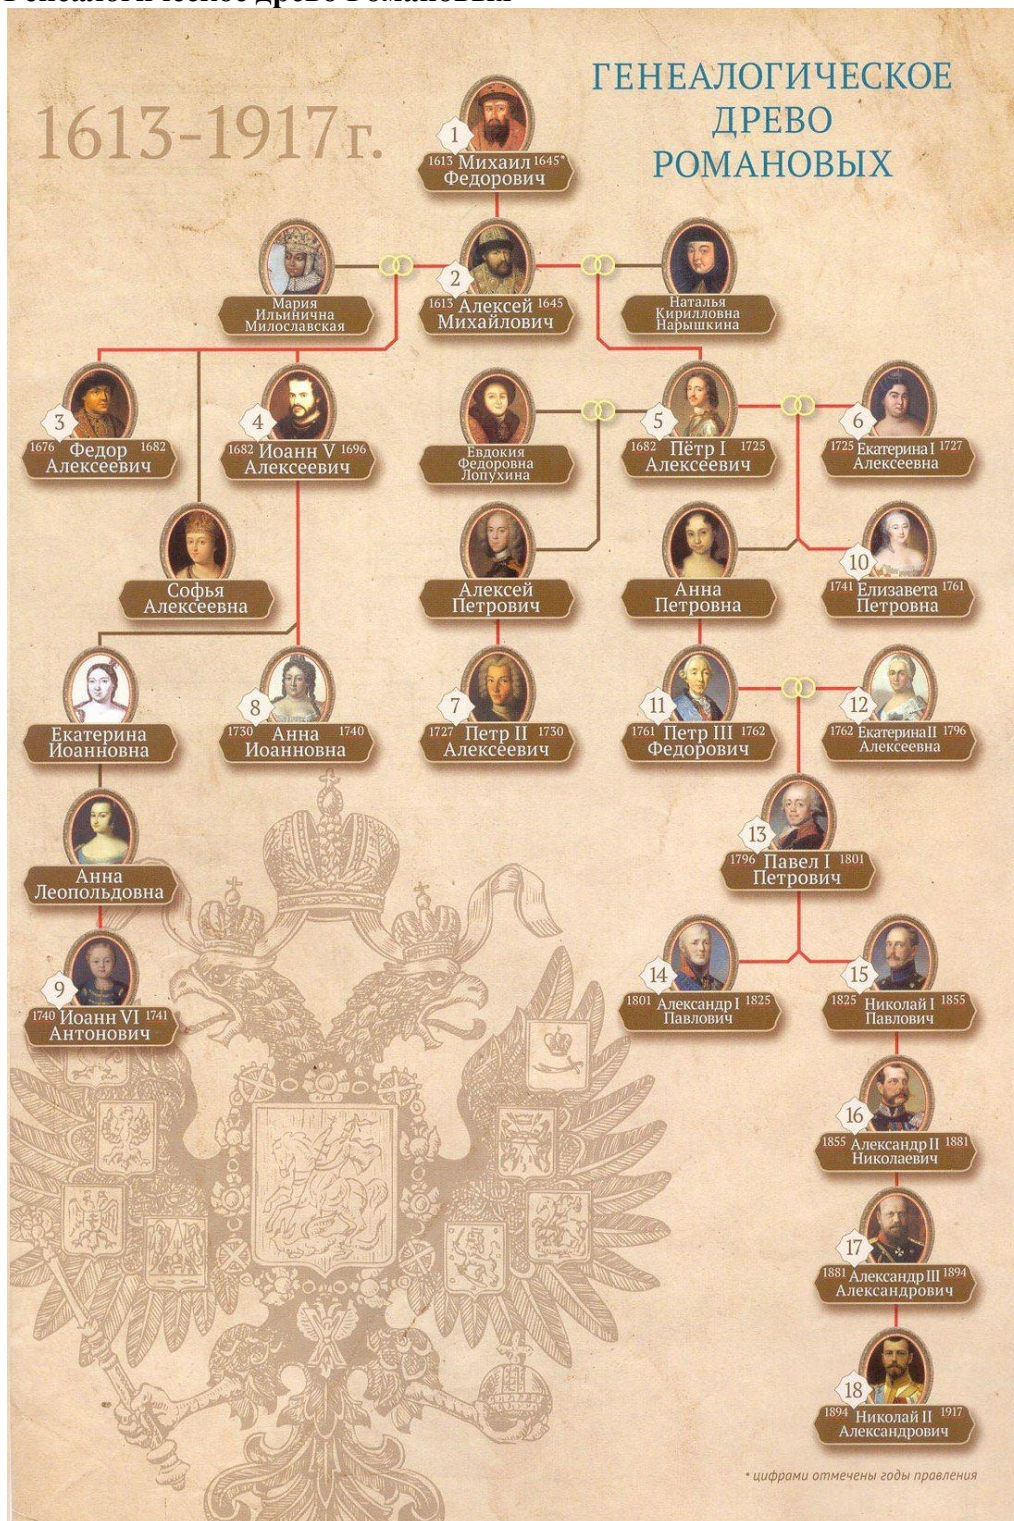 Генеалогическое древо Романовых
ГЕНЕАЛОГИЧЕСКОЕ
ДРЕВО
РОМАНОВЫХ
1613-1917г.
1
1613 Михаил 1645*
Федорович
Мария
Ильинична
Милославская
2
1613 Алексей 1645
Михайлович
Наталья
Кирилловна
Нарышкина
3
1676 Федор 1682
Алексеевич
4
1682 Иоанн V 1696
Алексеевич
Евдокия
Федоровна
Лопухина
5
1682 Пётр I 1725
Алексеевич
6
1725 Екатерина I 1727
Алексеевна
Софья
Алексеевна
Алексей
Петрович
Анна
Петровна
10
1741 Елизавета 1761
Петровна
Екатерина
Иоанновна
8
1730 Анна 1740
Иоанновна
7
1727 Петр II 1730
Алексеевич
11
1761 Петр III 1762
Федорович
12
1762 Екатерина II 1796
Алексеевна
Анна
Леопольдовна
13
1796 Павел I 1801
Петрович
9
1740 Иоанн VI 1741
Антонович
14
1801 Александр I 1825
Павлович
15
1825 Николай I 1855
Павлович
16
1855 Александр II 1881
Николаевич
17
1881 Александр III 1894
Александрович
18
1894 Николай II 1917
Александрович
* цифрами отмечены годы правления